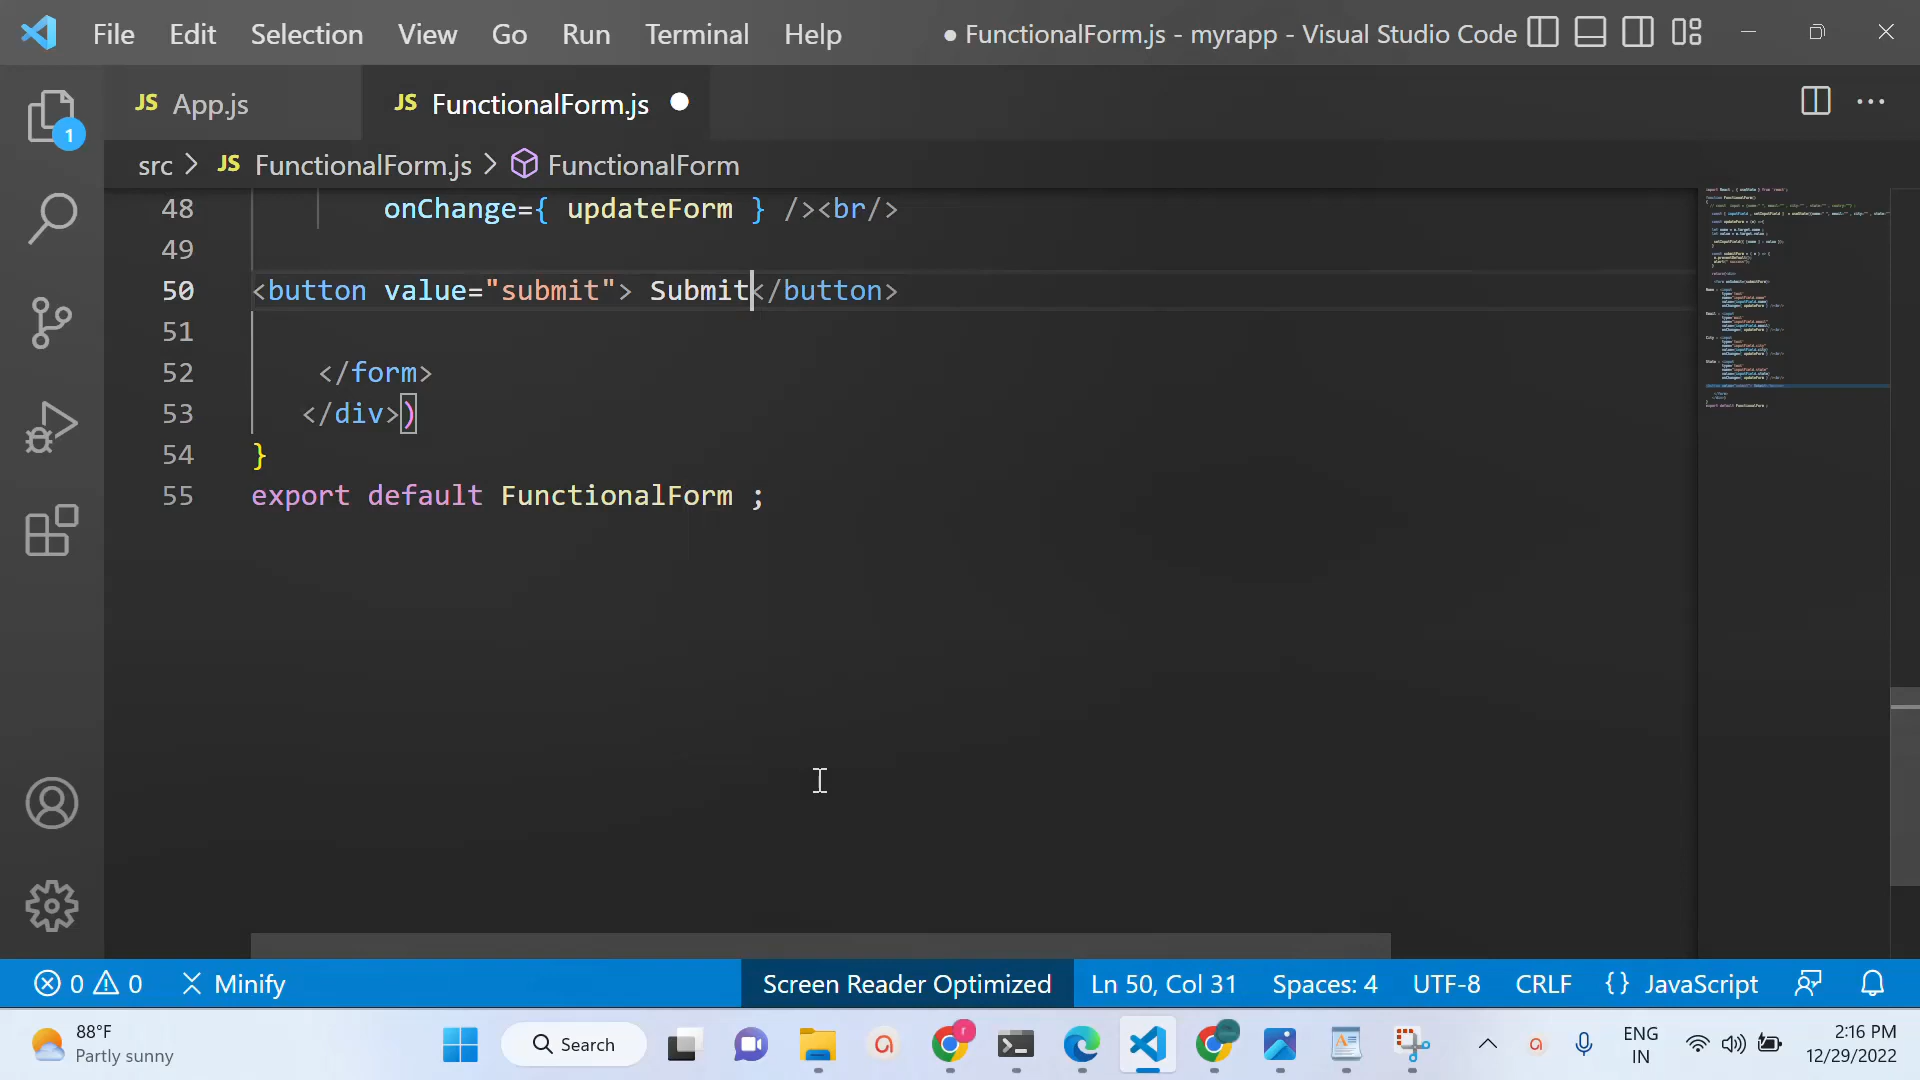 File Edit Selection View Go Run Terminal Help ● FunctionalForm.js - myrapp - Visual Studio Code
1
JS App.js JS FunctionalForm.js ●
src > JS FunctionalForm.js > FunctionalForm
48 onChange={ updateForm } /><br/>
49
50 <button value="submit"> Submit</button>
51
52 </form>
53 </div>)
54 }
55 export default FunctionalForm ;
0 0 Minify Screen Reader Optimized Ln 50, Col 31 Spaces: 4 UTF-8 CRLF {} JavaScript
88°F
Partly sunny
Search
ENG
IN
2:16 PM
12/29/2022